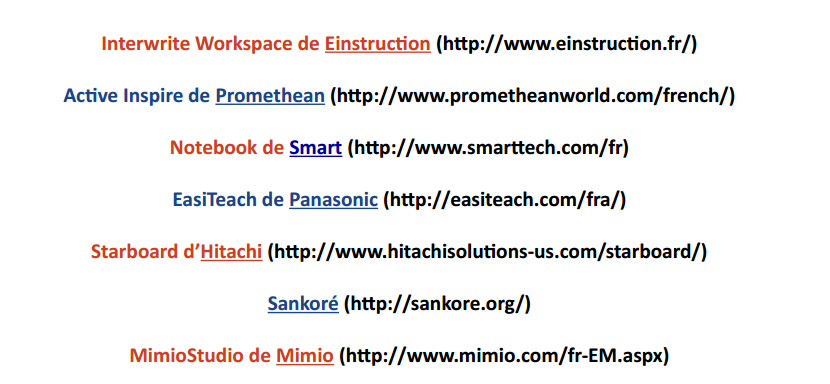 Interwrite Workspace de Einstruction (http://www.einstruction.fr/)
Active Inspire de Promethean (http://www.prometheanworld.com/french/)
Notebook de Smart (http://www.smarttech.com/fr)
EasiTeach de Panasonic (http://easiteach.com/fra/)
Starboard d’Hitachi (http://www.hitachisolutions-us.com/starboard/)
Sankoré (http://sankore.org/)
MimioStudio de Mimio (http://www.mimio.com/fr-EM.aspx)